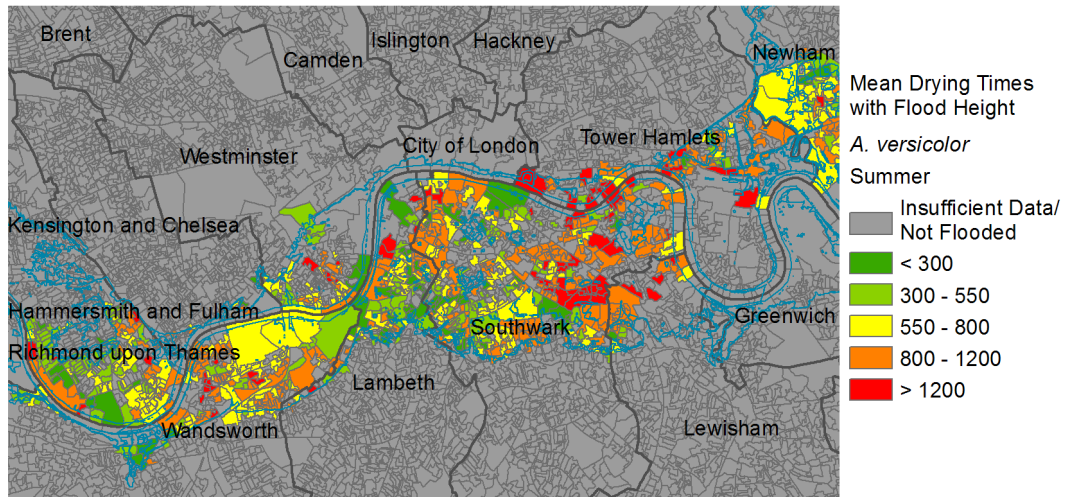 Brent
Camden
Islington
Hackney
Newham
Westminster
City of London
Tower Hamlets
Kensington and Chelsea
Hammersmith and Fulham
Richmond upon Thames
Southwark
Greenwich
Lambeth
Wandsworth
Lewisham
Mean Drying Times
with Flood Height
A. versicolor
Summer
Insufficient Data/
Not Flooded
< 300
300 - 550
550 - 800
800 - 1200
> 1200